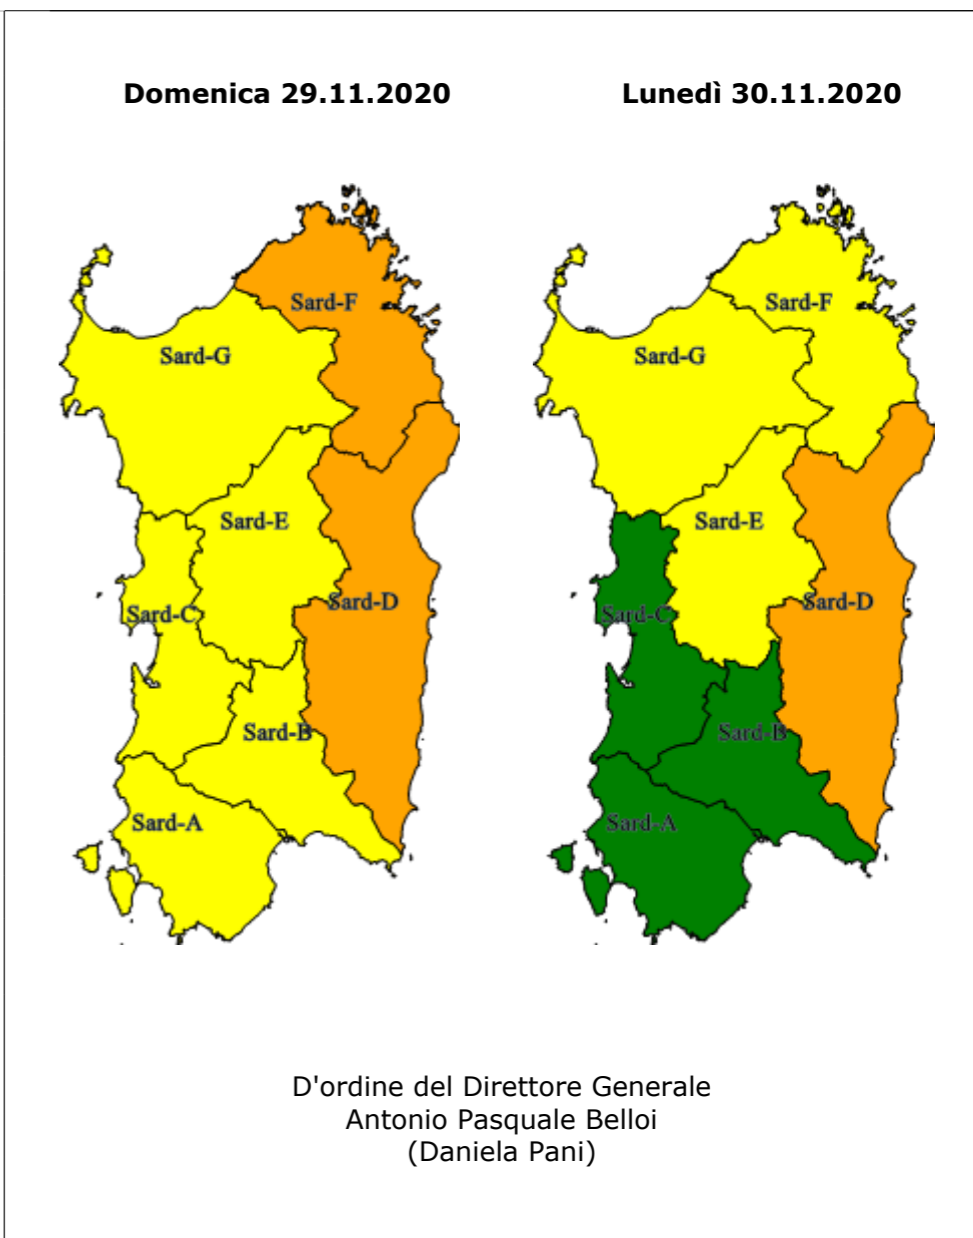 Domenica 29.11.2020
Lunedì 30.11.2020
Sard-F
Sard-G
Sard-E
Sard-D
Sard-C
Sard-B
Sard-A
Sard-F
Sard-G
Sard-E
Sard-D
Sard-C
Sard-B
Sard-A
D'ordine del Direttore Generale
Antonio Pasquale Belloi
(Daniela Pani)